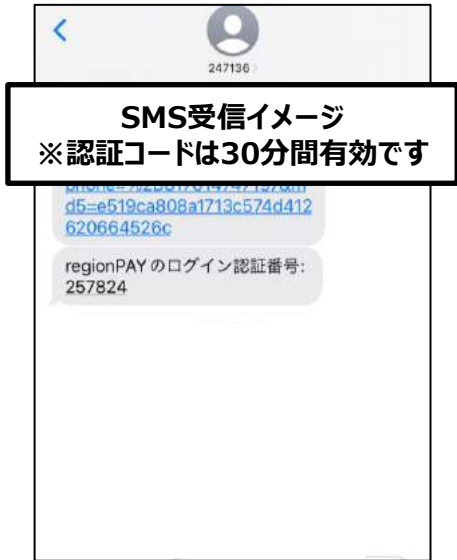 247136
SMS受信イメージ
※認証コードは30分間有効です
d5=e519ca808a1713c574d412
620664526c
regionPAY のログイン認証番号:
257824